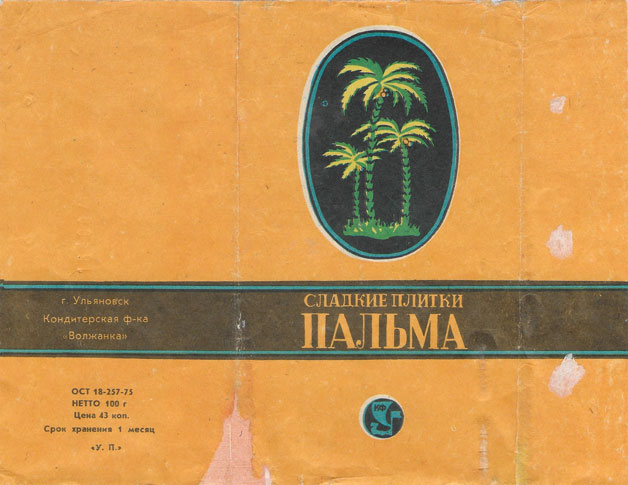 СЛАДКИЕ ПЛИТКИ
ПАЛЬМА
г. Ульяновск
Кондитерская ф-ка
«Волжанка»
ОСТ 18-257-75
НЕТТО 100 г
Цена 43 коп.
Срок хранения 1 месяц
«У. П.»
КФ